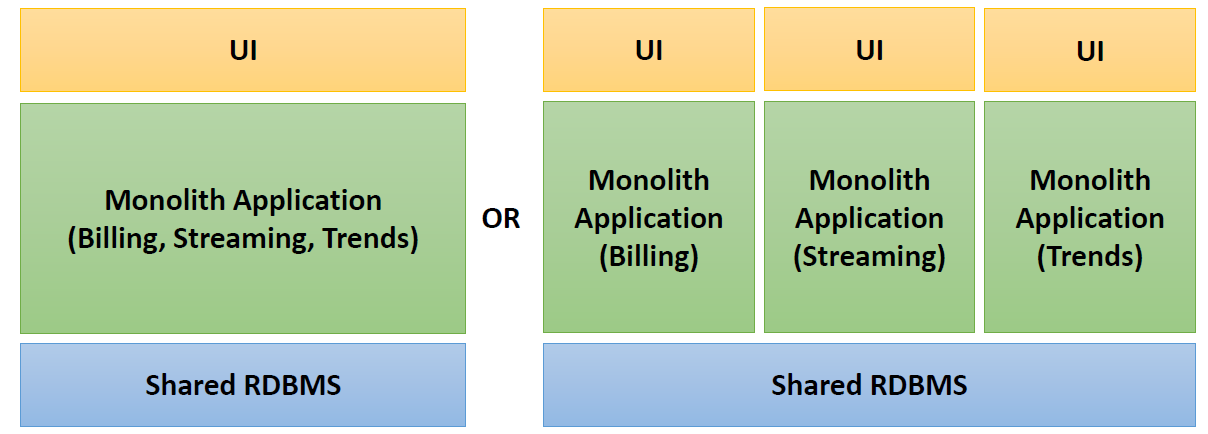 UI
Monolith Application
(Billing, Streaming, Trends)
Shared RDBMS
OR
UI
UI
UI
Monolith
Application
(Billing)
Monolith
Application
(Streaming)
Monolith
Application
(Trends)
Shared RDBMS